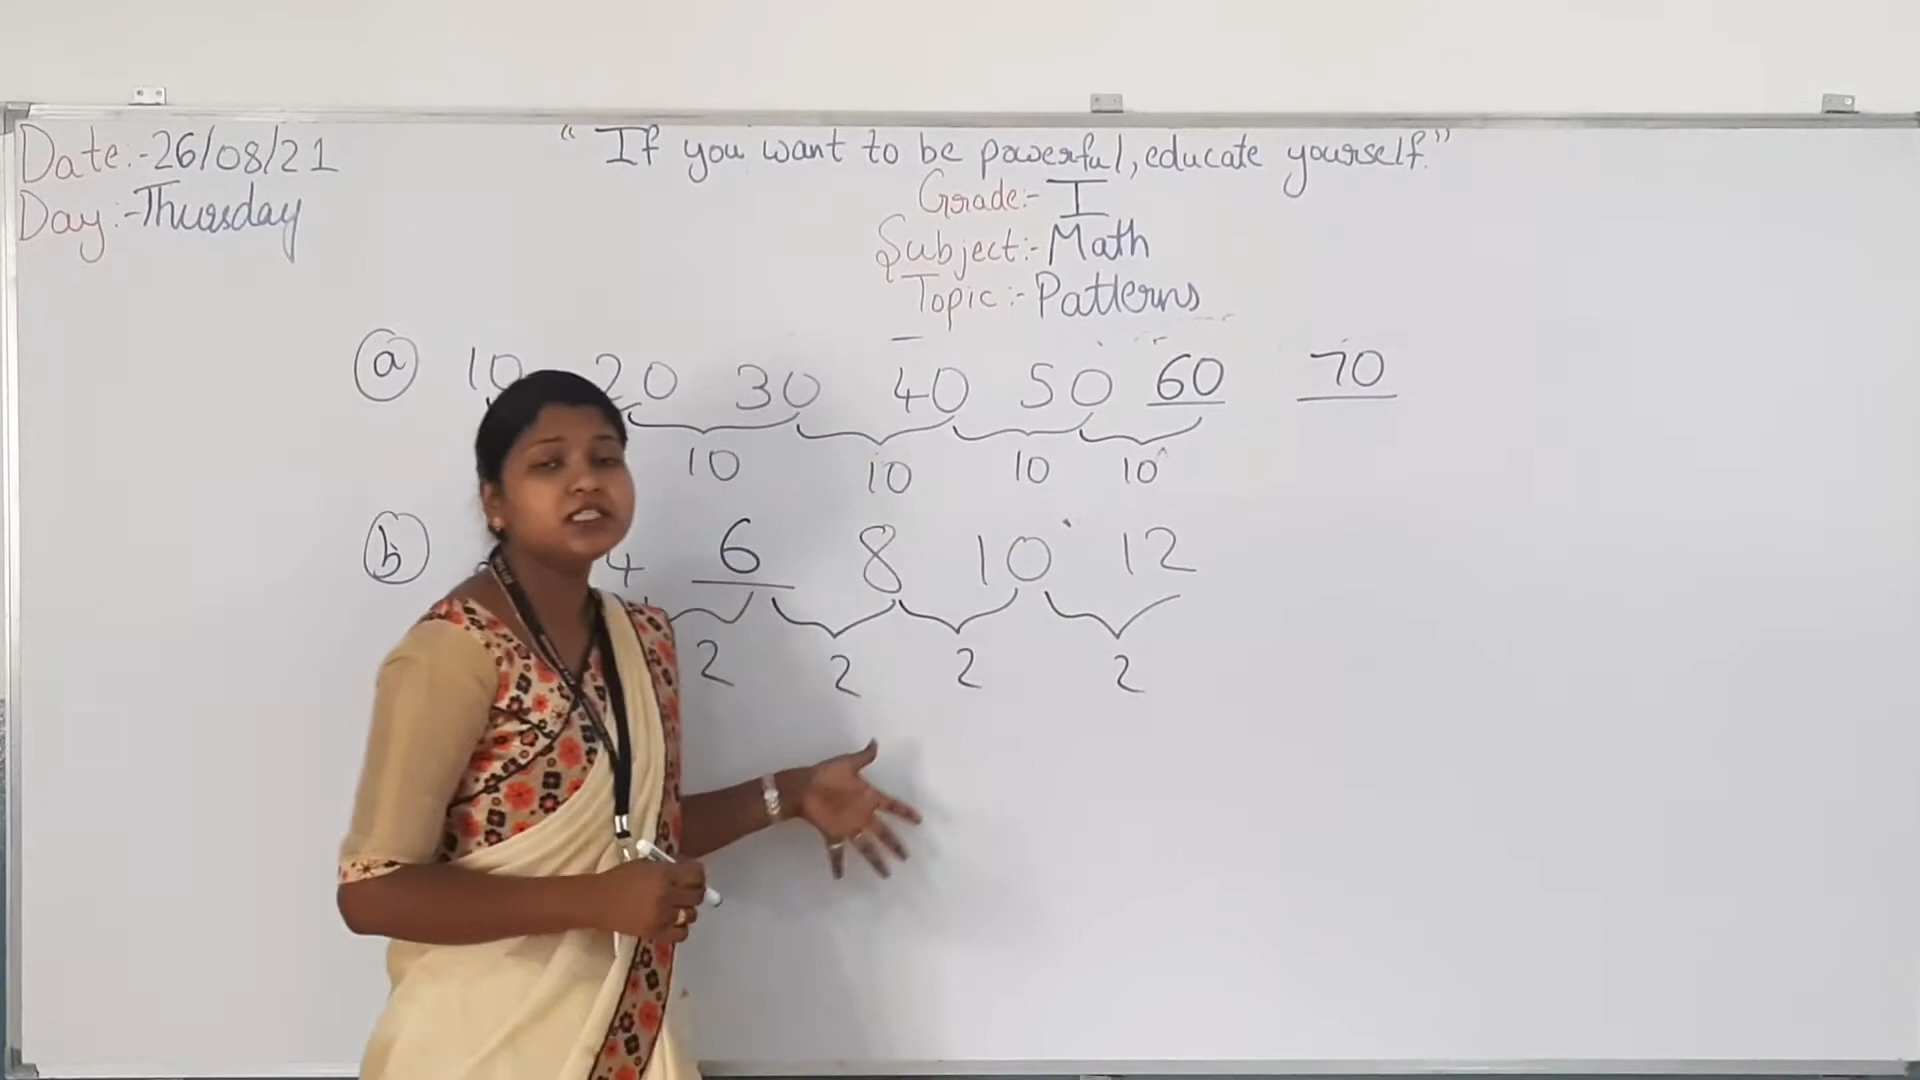 Date:-26/08/21
"If you want to be powerful, educate yourself."
Day:-Thursday
Grade:- I
Subject:- Math
Topic:- Patterns
a 10 20 30 40 50 60 70
10 10 10 10
b 4 6 8 10 12
2 2 2 2